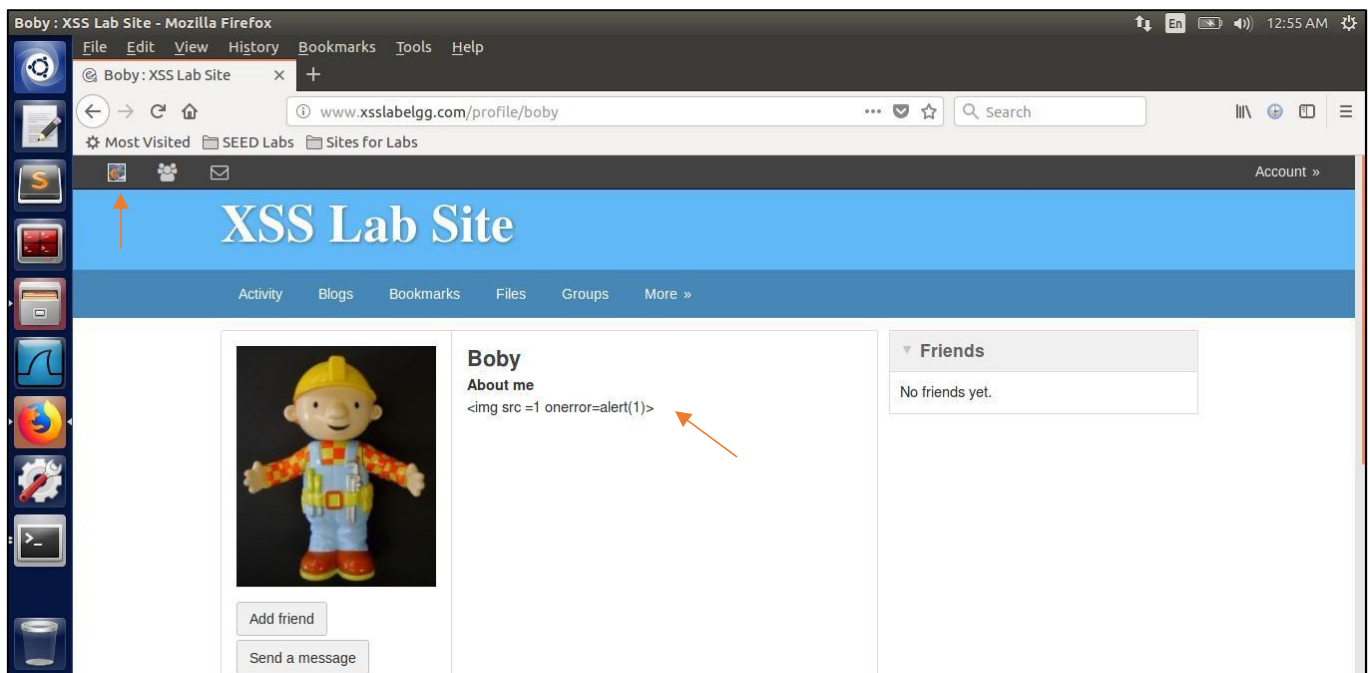 Boby : XSS Lab Site - Mozilla Firefox
En
12:55 AM
File Edit View History Bookmarks Tools Help
Boby : XSS Lab Site
www.xsslabelgg.com/profile/boby
Search
Most Visited SEED Labs Sites for Labs
Account »
XSS Lab Site
Activity Blogs Bookmarks Files Groups More »
Boby
About me
<img src =1 onerror=alert(1)>
Friends
No friends yet.
Add friend
Send a message